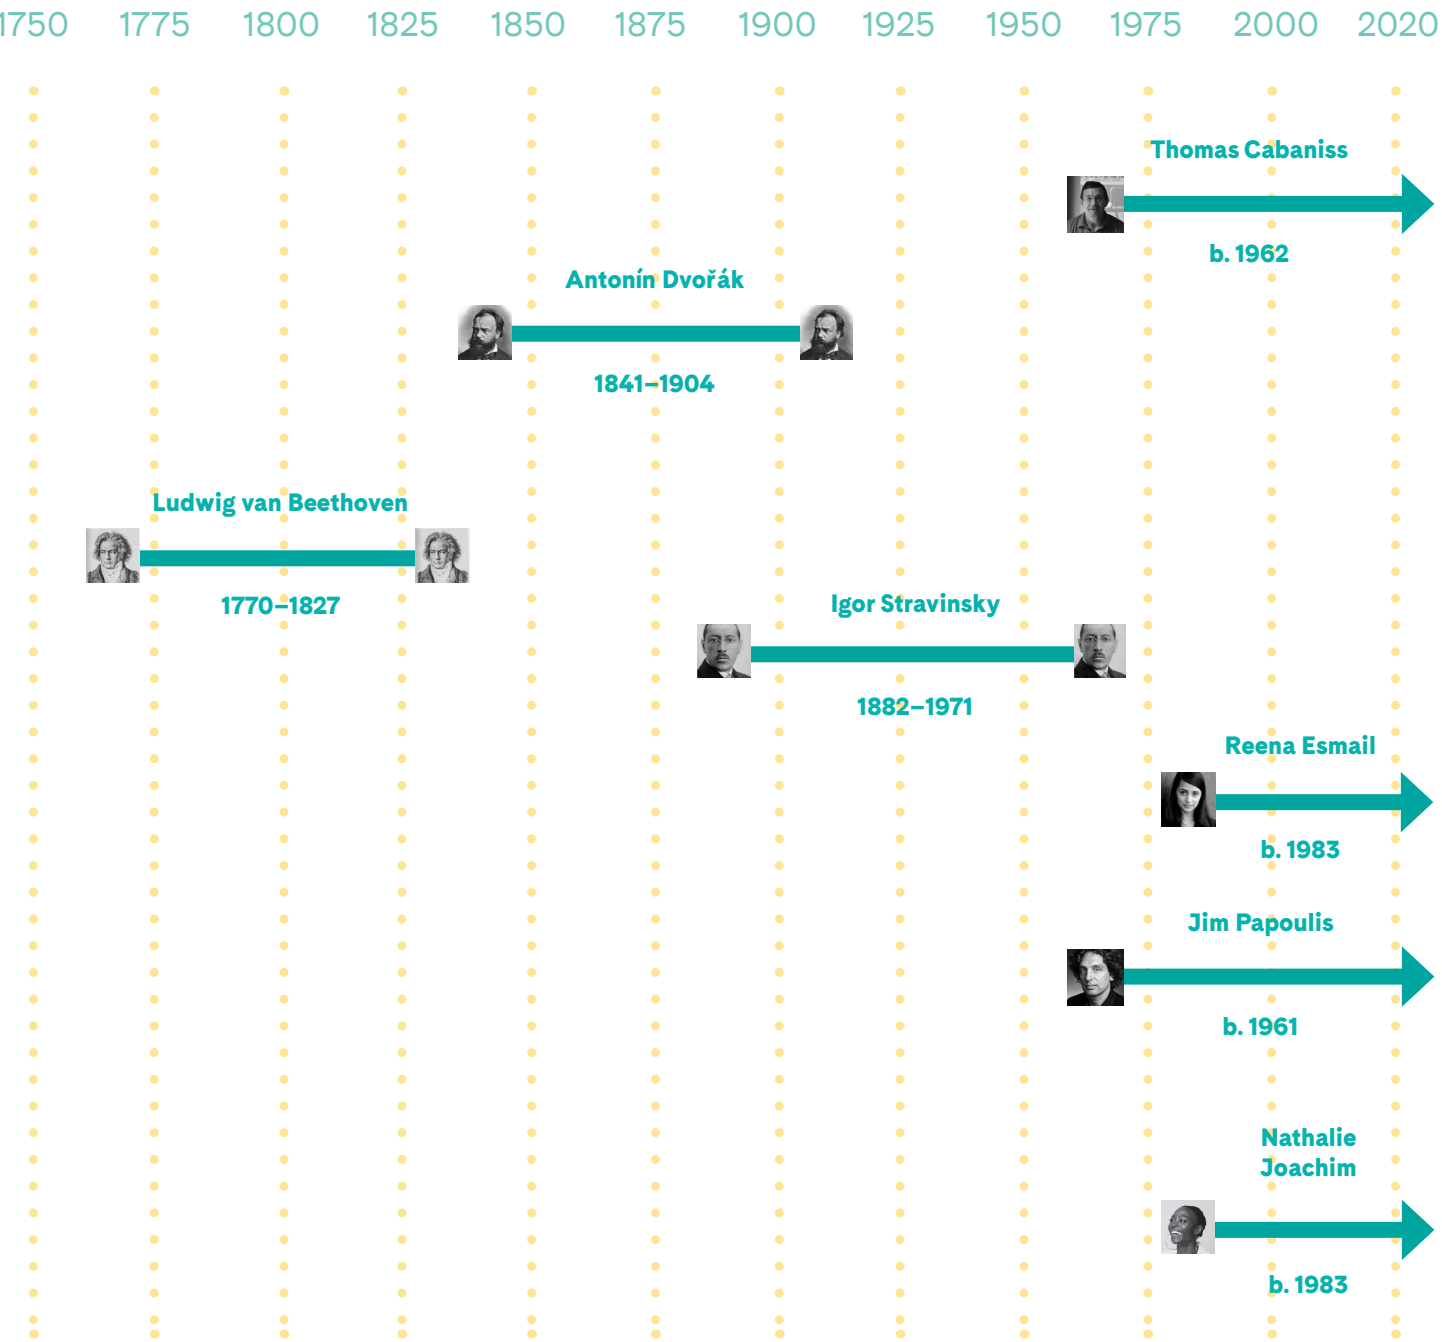 1750 1775 1800 1825 1850 1875 1900 1925 1950 1975 2000 2020
Thomas Cabaniss
b. 1962
Antonín Dvořák
1841–1904
Ludwig van Beethoven
1770–1827
Igor Stravinsky
1882–1971
Reena Esmail
b. 1983
Jim Papoulis
b. 1961
Nathalie
Joachim
b. 1983